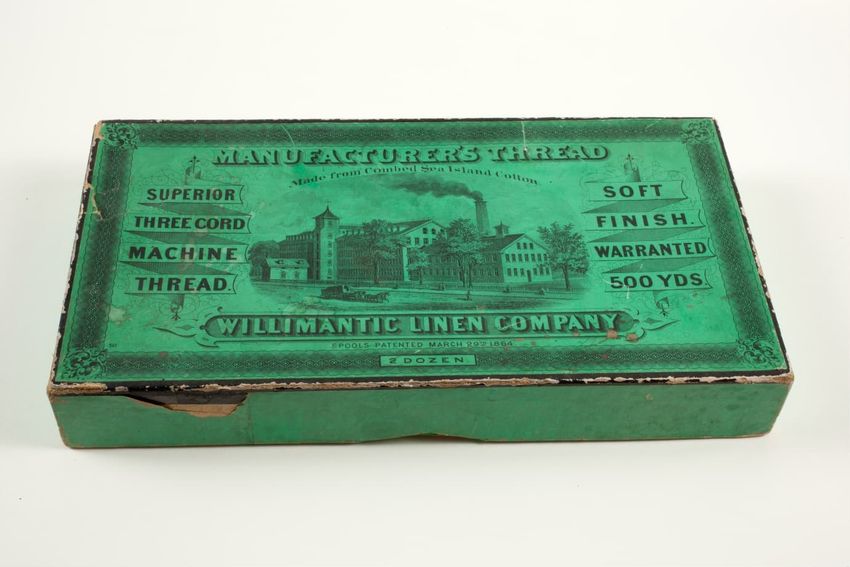 MANUFACTURER'S THREAD
Made from Combed Sea Island Cotton
SUPERIOR
THREE CORD
MACHINE
THREAD.
SOFT
FINISH.
WARRANTED
500 YDS.
WILLIMANTIC LINEN COMPANY
SPOOLS PATENTED MARCH 29TH 1864.
2 DOZEN.